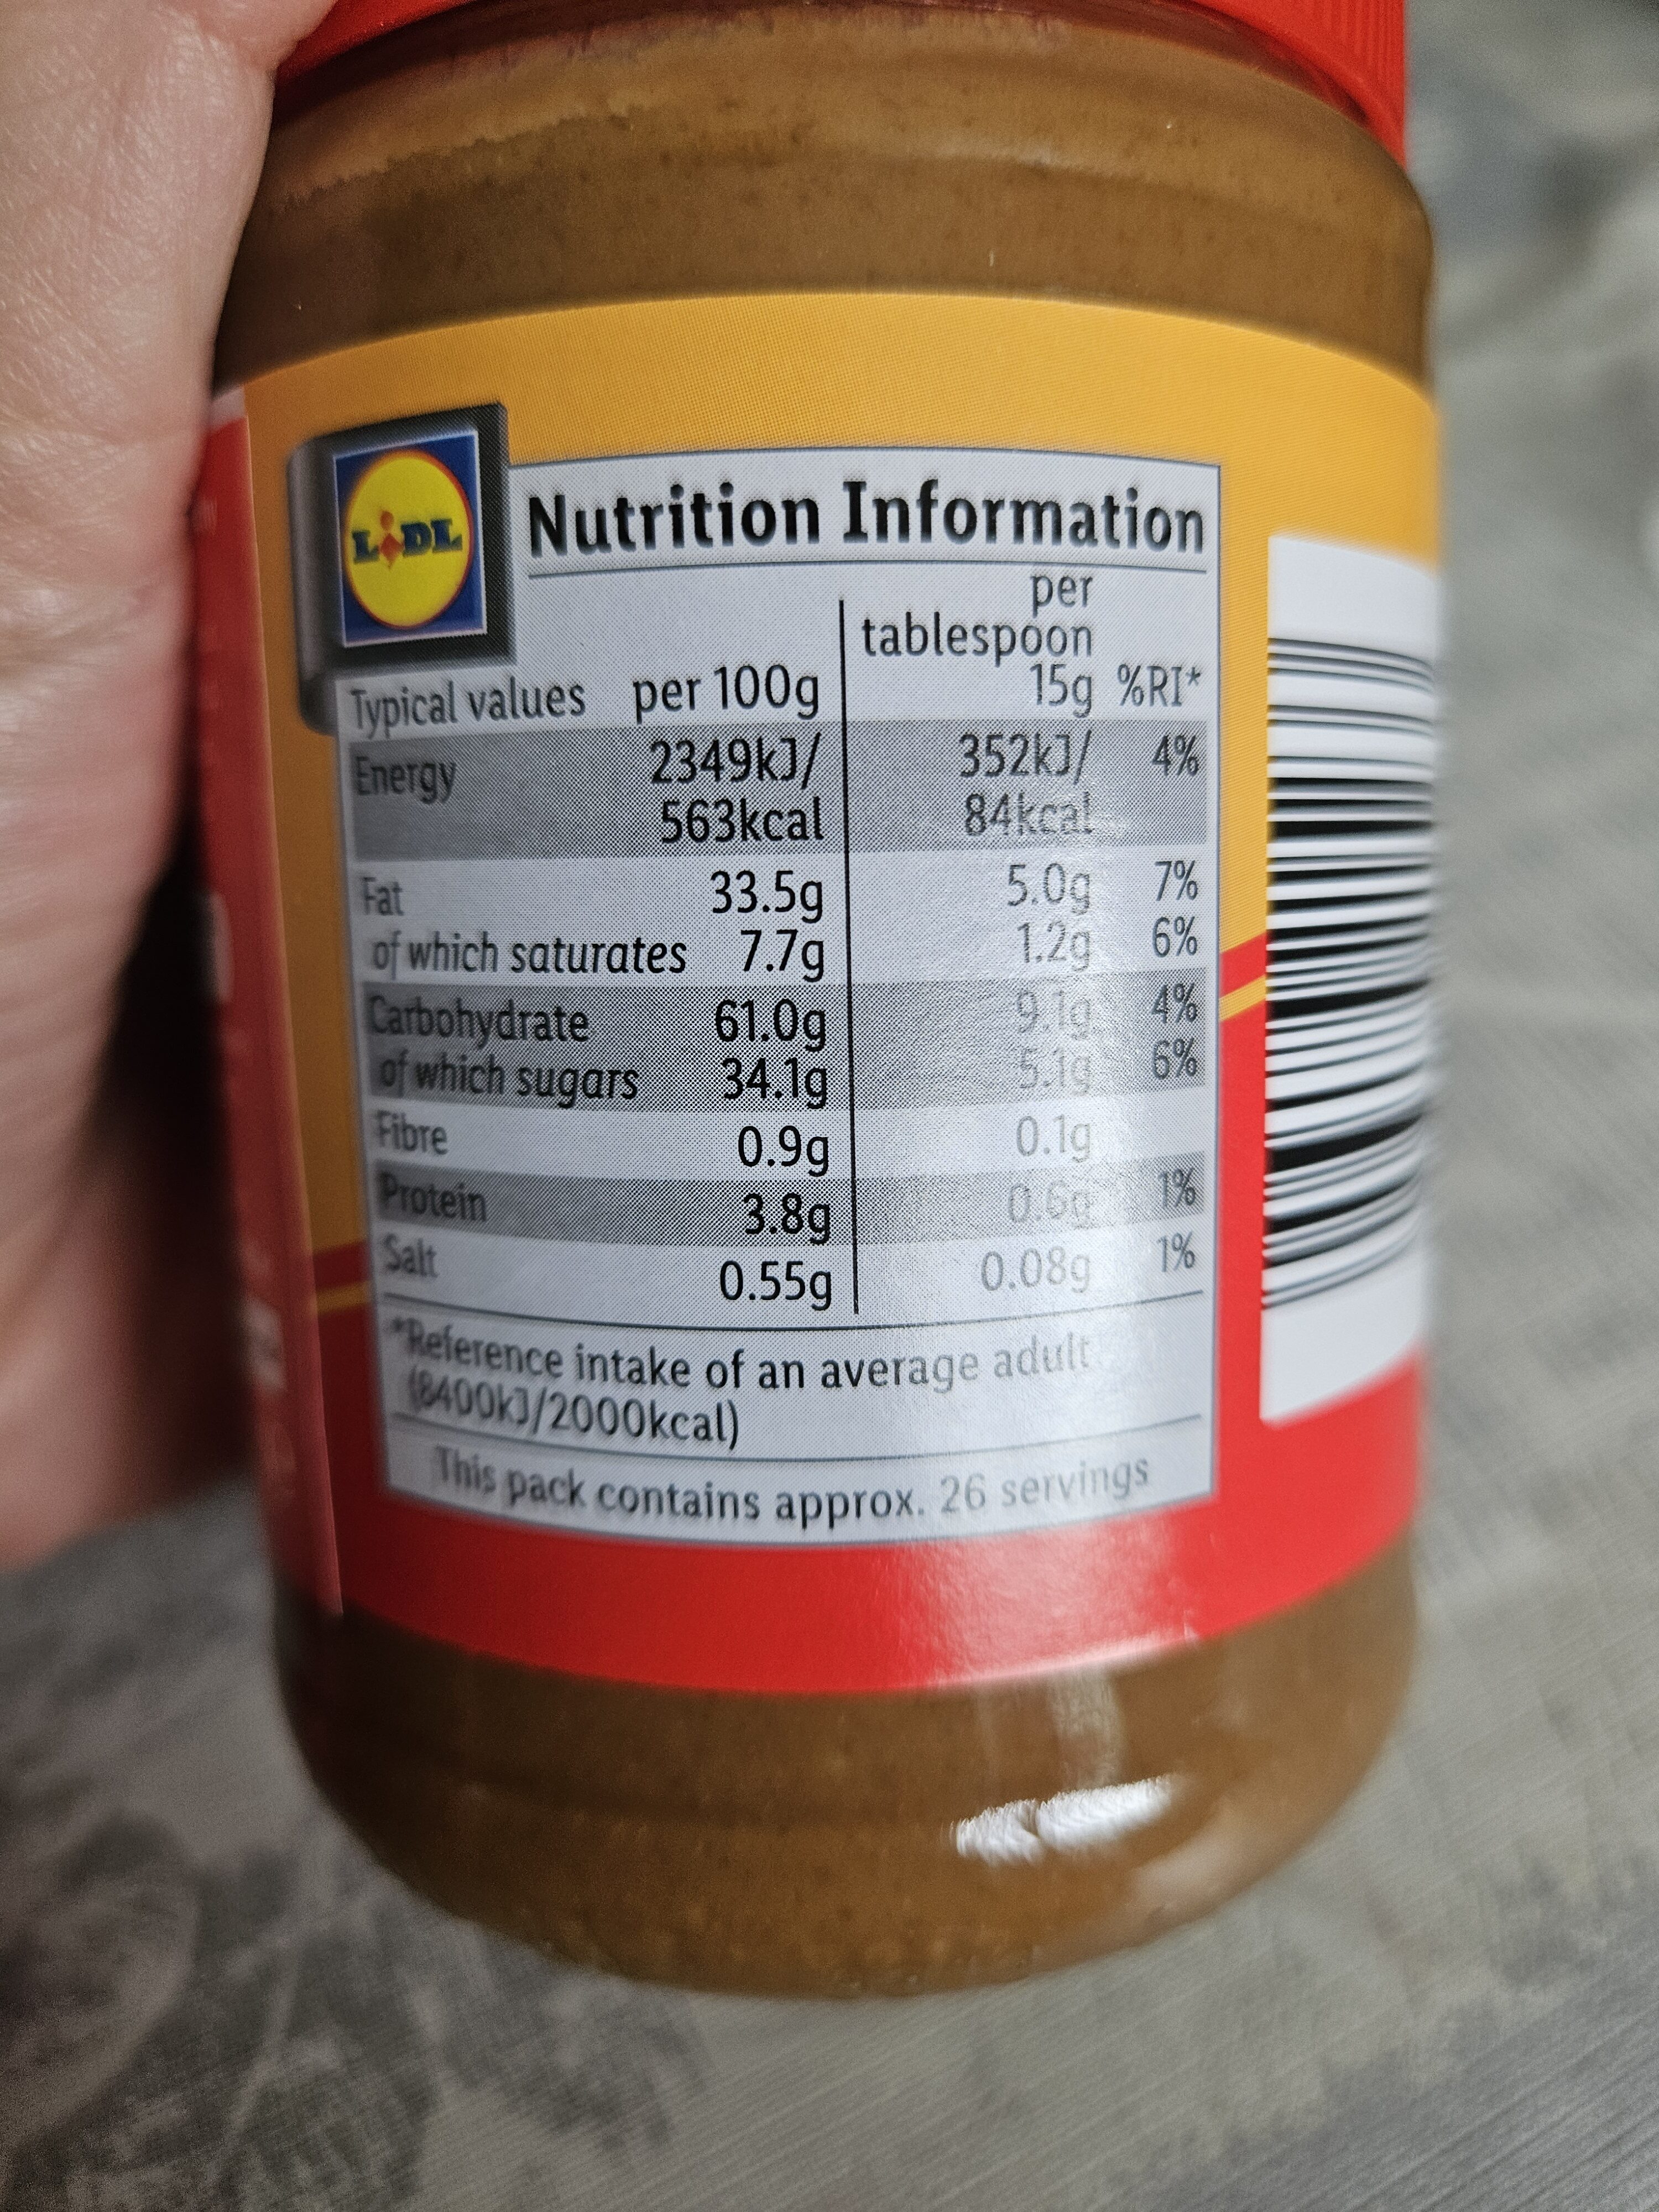 LIDL
Nutrition Information
per
tablespoon
Typical values per 100g 15g %RI*
Energy 2349kJ/ 352kJ/ 4%
563kcal 84kcal
Fat 33.5g 5.0g 7%
of which saturates 7.7g 1.2g 6%
Carbohydrate 61.0g 9.1g 4%
of which sugars 34.1g 5.1g 6%
Fibre 0.9g 0.1g
Protein 3.8g 0.6g 1%
Salt 0.55g 0.08g 1%
*Reference intake of an average adult
(8400kJ/2000kcal)
This pack contains approx. 26 servings